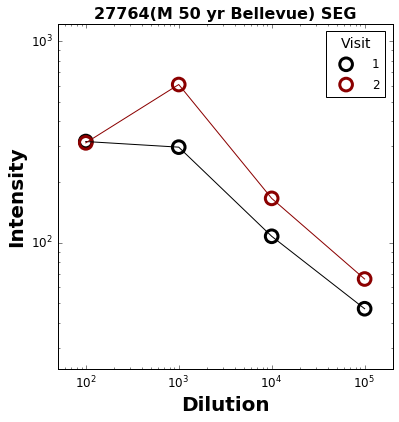 27764(M 50 yr Bellevue) SEG
Visit
1
2
Intensity
10³
10²
10² 10³ 10⁴ 10⁵
Dilution